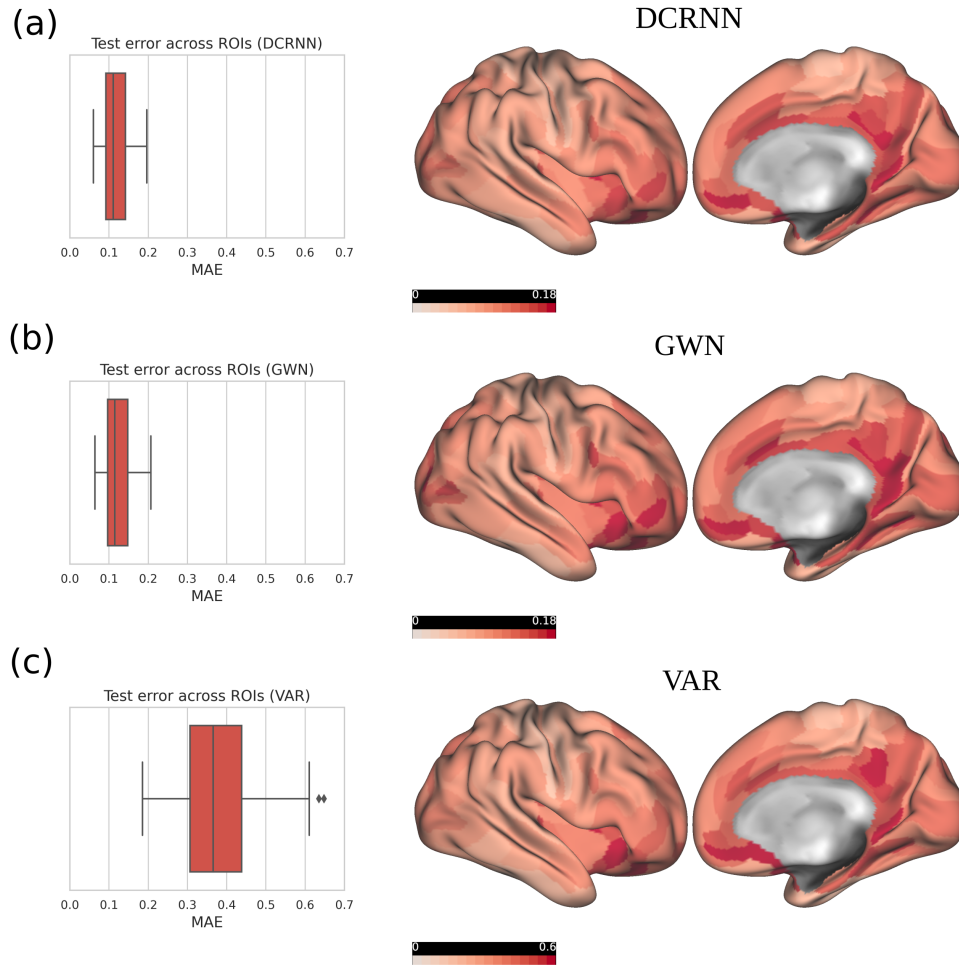 (a)
DCRNN
Test error across ROIs (DCRNN)
0.0 0.1 0.2 0.3 0.4 0.5 0.6 0.7
MAE
0 0.18
(b)
GWN
Test error across ROIs (GWN)
0.0 0.1 0.2 0.3 0.4 0.5 0.6 0.7
MAE
0 0.18
(c)
VAR
Test error across ROIs (VAR)
0.0 0.1 0.2 0.3 0.4 0.5 0.6 0.7
MAE
0 0.6